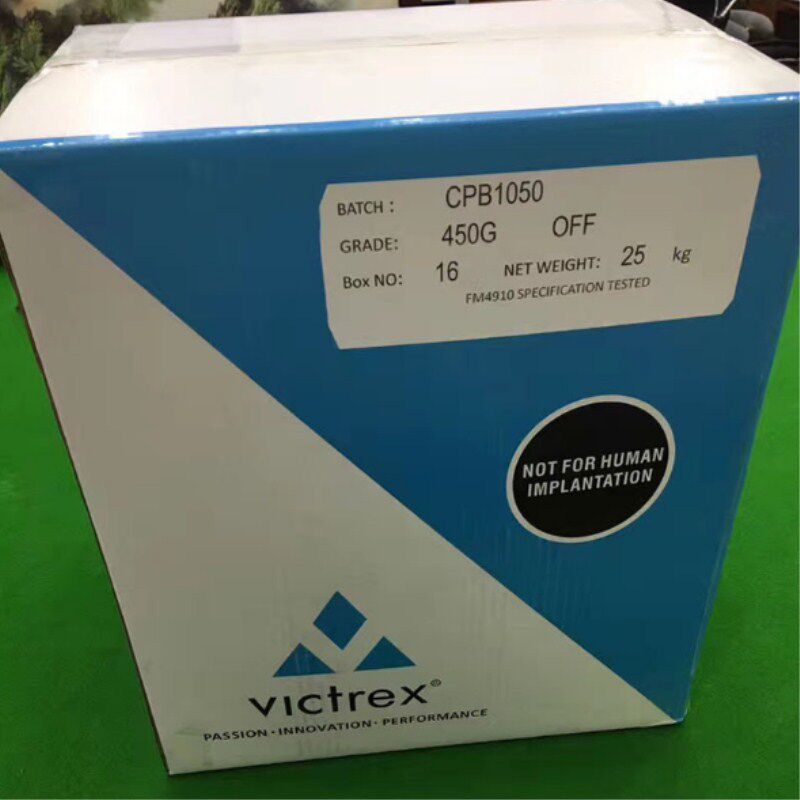 BATCH : CPB1050
GRADE: 450G OFF
Box NO: 16 NET WEIGHT: 25 kg
FM4910 SPECIFICATION TESTED
NOT FOR HUMAN
IMPLANTATION
victrex®
PASSION · INNOVATION · PERFORMANCE